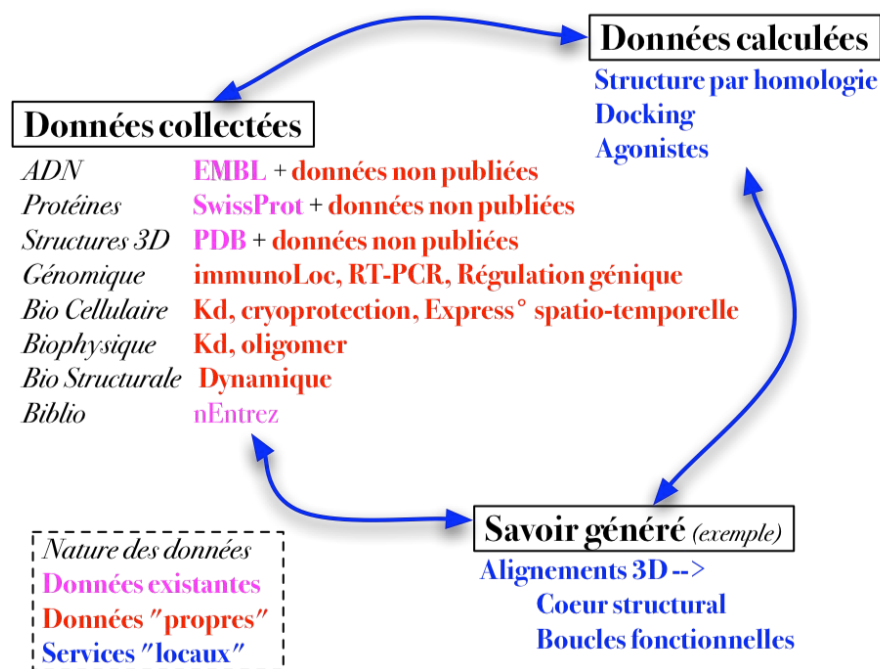 Données calculées
Structure par homologie
Docking
Agonistes
Données collectées
ADN EMBL + données non publiées
Protéines SwissProt + données non publiées
Structures 3D PDB + données non publiées
Génomique immunoLoc, RT-PCR, Régulation génique
Bio Cellulaire Kd, cryoprotection, Express° spatio-temporelle
Biophysique Kd, oligomer
Bio Structurale Dynamique
Biblio nEntrez
Savoir généré (exemple)
Alignements 3D -->
Coeur structural
Boucles fonctionnelles
Nature des données
Données existantes
Données "propres"
Services "locaux"